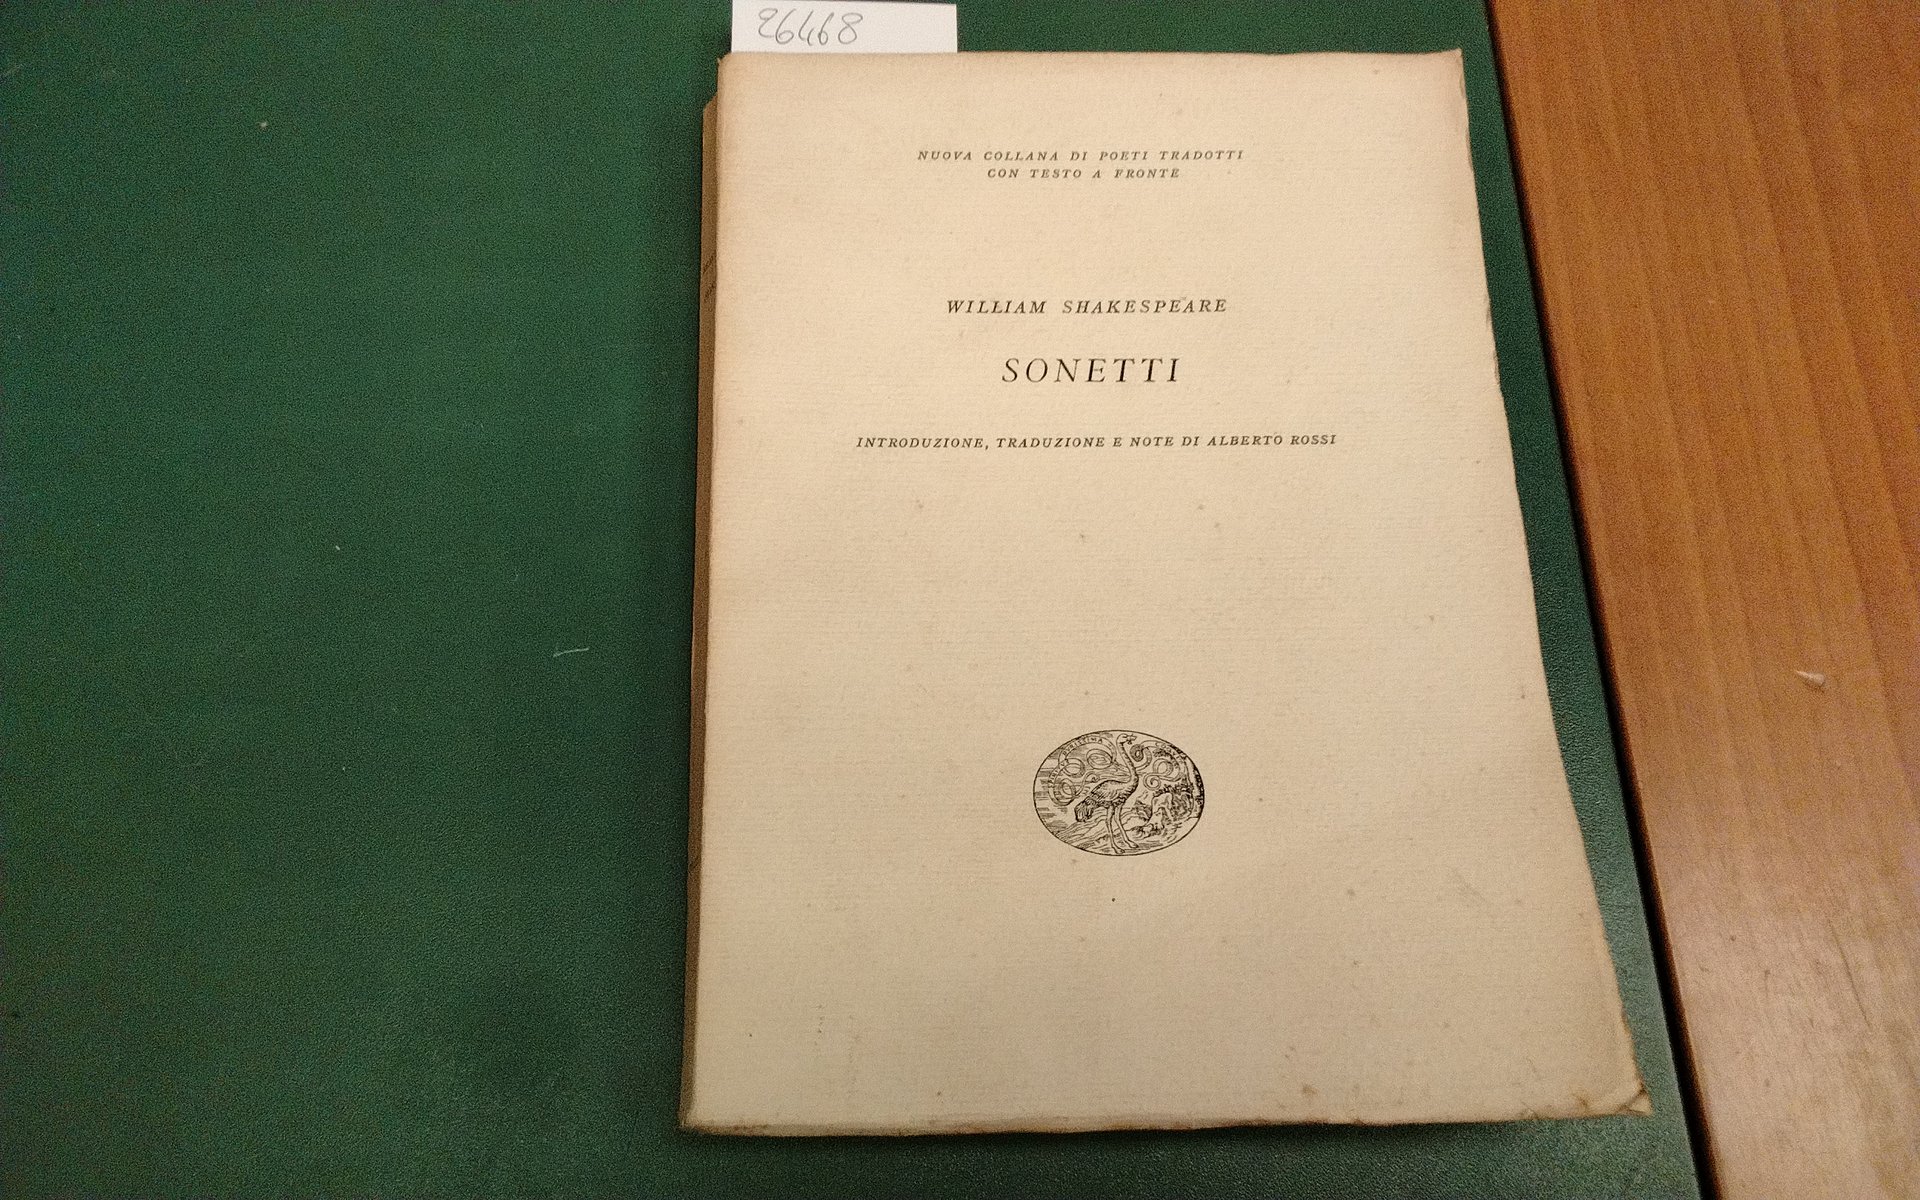 26468
NUOVA COLLANA DI POETI TRADOTTI
CON TESTO A FRONTE
WILLIAM SHAKESPEARE
SONETTI
INTRODUZIONE, TRADUZIONE E NOTE DI ALBERTO ROSSI